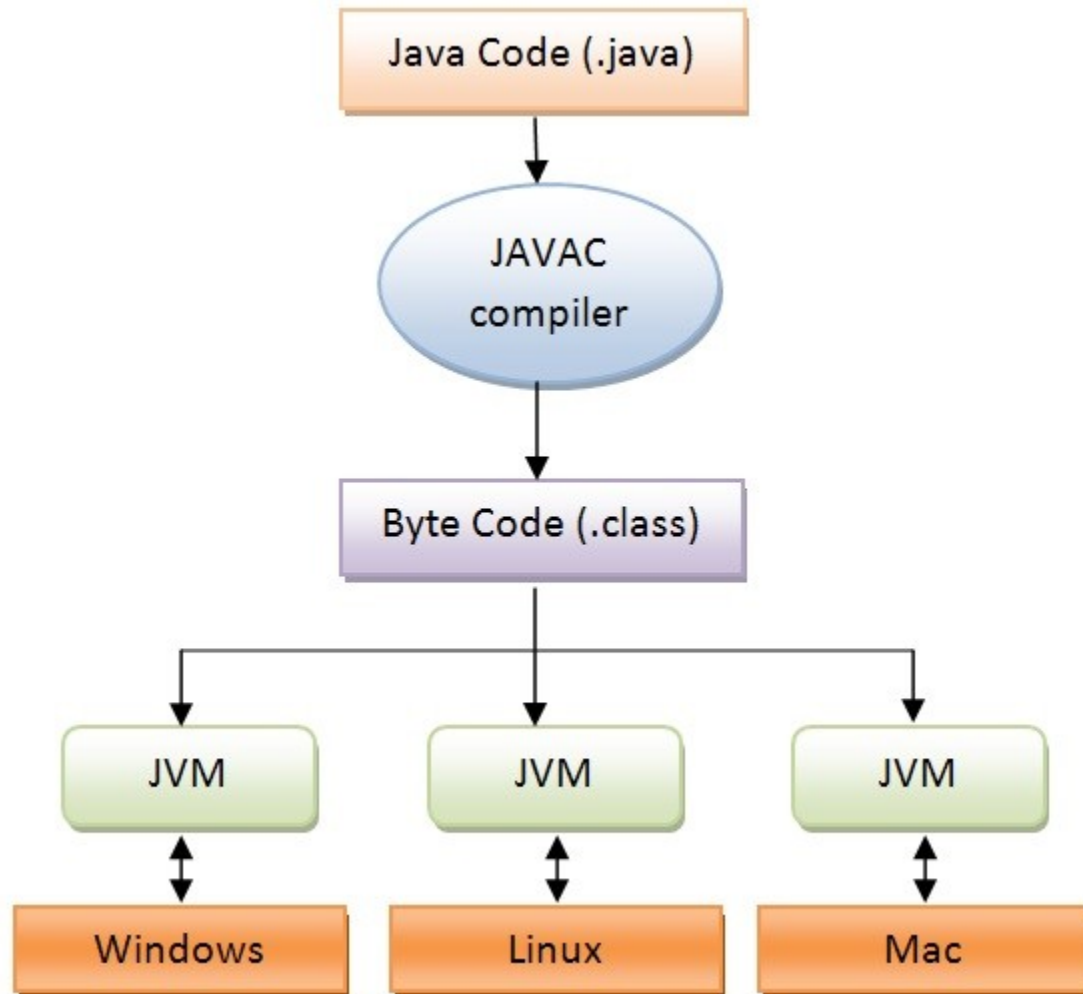 Java Code (.java)
JAVAC
compiler
Byte Code (.class)
JVM
JVM
JVM
Windows
Linux
Mac